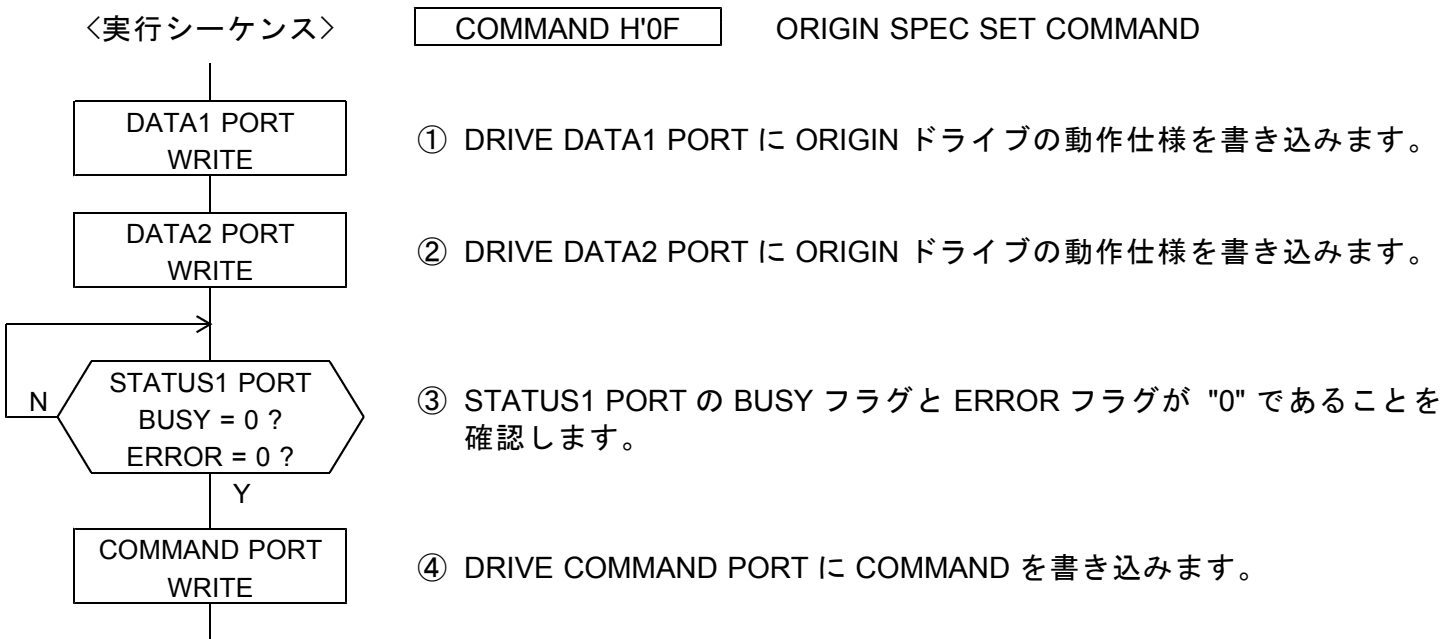 〈実行シーケンス〉 COMMAND H'0F ORIGIN SPEC SET COMMAND
DATA1 PORT
WRITE
① DRIVE DATA1 PORT に ORIGIN ドライブの動作仕様を書き込みます。
DATA2 PORT
WRITE
② DRIVE DATA2 PORT に ORIGIN ドライブの動作仕様を書き込みます。
N
STATUS1 PORT
BUSY = 0 ?
ERROR = 0 ?
③ STATUS1 PORT の BUSY フラグと ERROR フラグが "0" であることを
確認します。
Y
COMMAND PORT
WRITE
④ DRIVE COMMAND PORT に COMMAND を書き込みます。